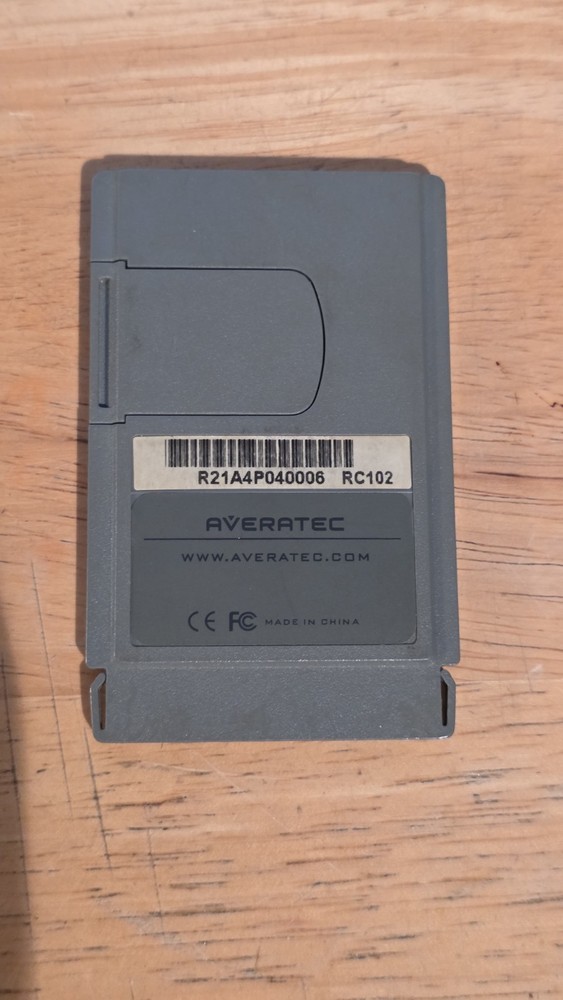 R21A4P040006 RC102
AVERATEC
WWW.AVERATEC.COM
CE FC MADE IN CHINA